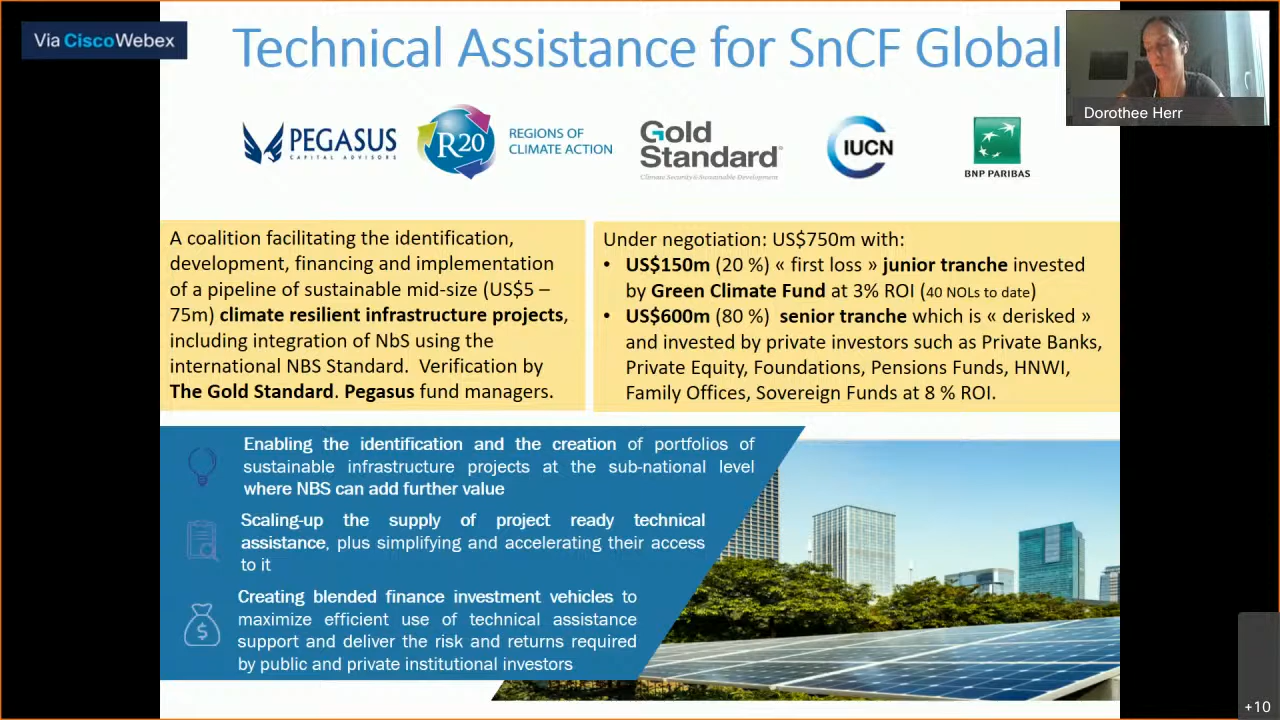 Via Cisco Webex
Technical Assistance for SnCF Global
Dorothee Herr
PEGASUS
CAPITAL ADVISORS
R20
REGIONS OF
CLIMATE ACTION
Gold
Standard
Climate Security & Sustainable Development
IUCN
BNP PARIBAS
A coalition facilitating the identification,
development, financing and implementation
of a pipeline of sustainable mid-size (US$5 –
75m) climate resilient infrastructure projects,
including integration of NbS using the
international NBS Standard. Verification by
The Gold Standard. Pegasus fund managers.
Under negotiation: US$750m with:
• US$150m (20 %) « first loss » junior tranche invested
by Green Climate Fund at 3% ROI (40 NOLs to date)
• US$600m (80 %) senior tranche which is « derisked »
and invested by private investors such as Private Banks,
Private Equity, Foundations, Pensions Funds, HNWI,
Family Offices, Sovereign Funds at 8 % ROI.
Enabling the identification and the creation of portfolios of
sustainable infrastructure projects at the sub-national level
where NBS can add further value
Scaling-up the supply of project ready technical
assistance, plus simplifying and accelerating their access
to it
Creating blended finance investment vehicles to
maximize efficient use of technical assistance
support and deliver the risk and returns required
by public and private institutional investors
+10